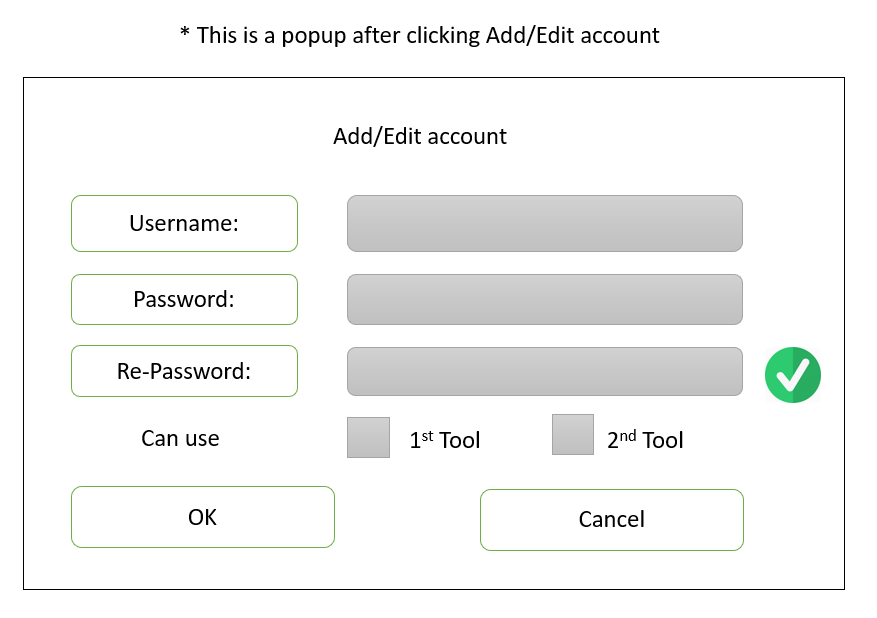 * This is a popup after clicking Add/Edit account
Add/Edit account
Username:
Password:
Re-Password:
Can use 1st Tool 2nd Tool
OK Cancel